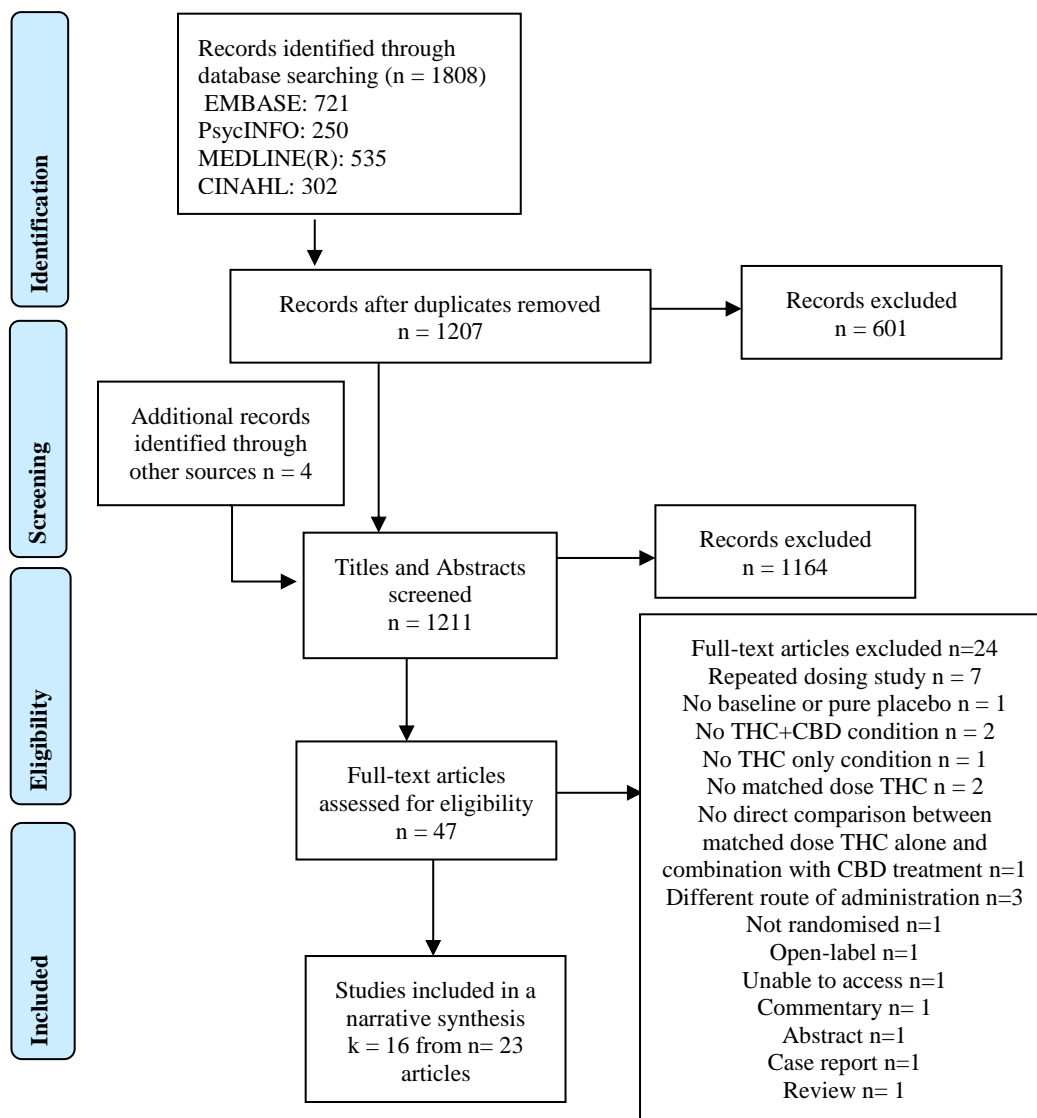 Identification
Records identified through
database searching (n = 1808)
EMBASE: 721
PsycINFO: 250
MEDLINE(R): 535
CINAHL: 302
Records after duplicates removed
n = 1207
Records excluded
n = 601
Screening
Additional records
identified through
other sources n = 4
Titles and Abstracts
screened
n = 1211
Records excluded
n = 1164
Eligibility
Full-text articles
assessed for eligibility
n = 47
Full-text articles excluded n=24
Repeated dosing study n = 7
No baseline or pure placebo n = 1
No THC+CBD condition n = 2
No THC only condition n = 1
No matched dose THC n = 2
No direct comparison between
matched dose THC alone and
combination with CBD treatment n=1
Different route of administration n=3
Not randomised n=1
Open-label n=1
Unable to access n=1
Commentary n= 1
Abstract n=1
Case report n=1
Review n= 1
Included
Studies included in a
narrative synthesis
k = 16 from n= 23
articles